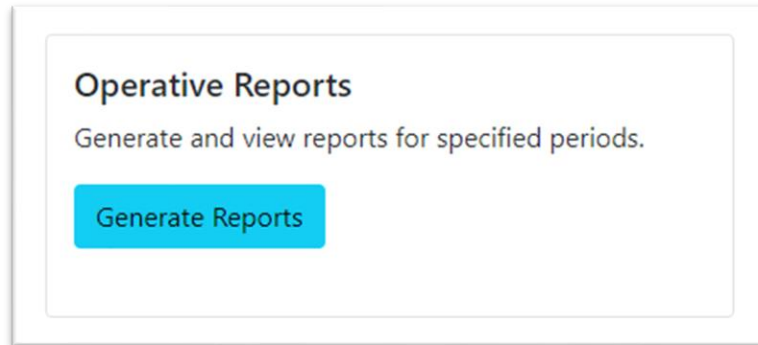 Operative Reports
Generate and view reports for specified periods.
Generate Reports